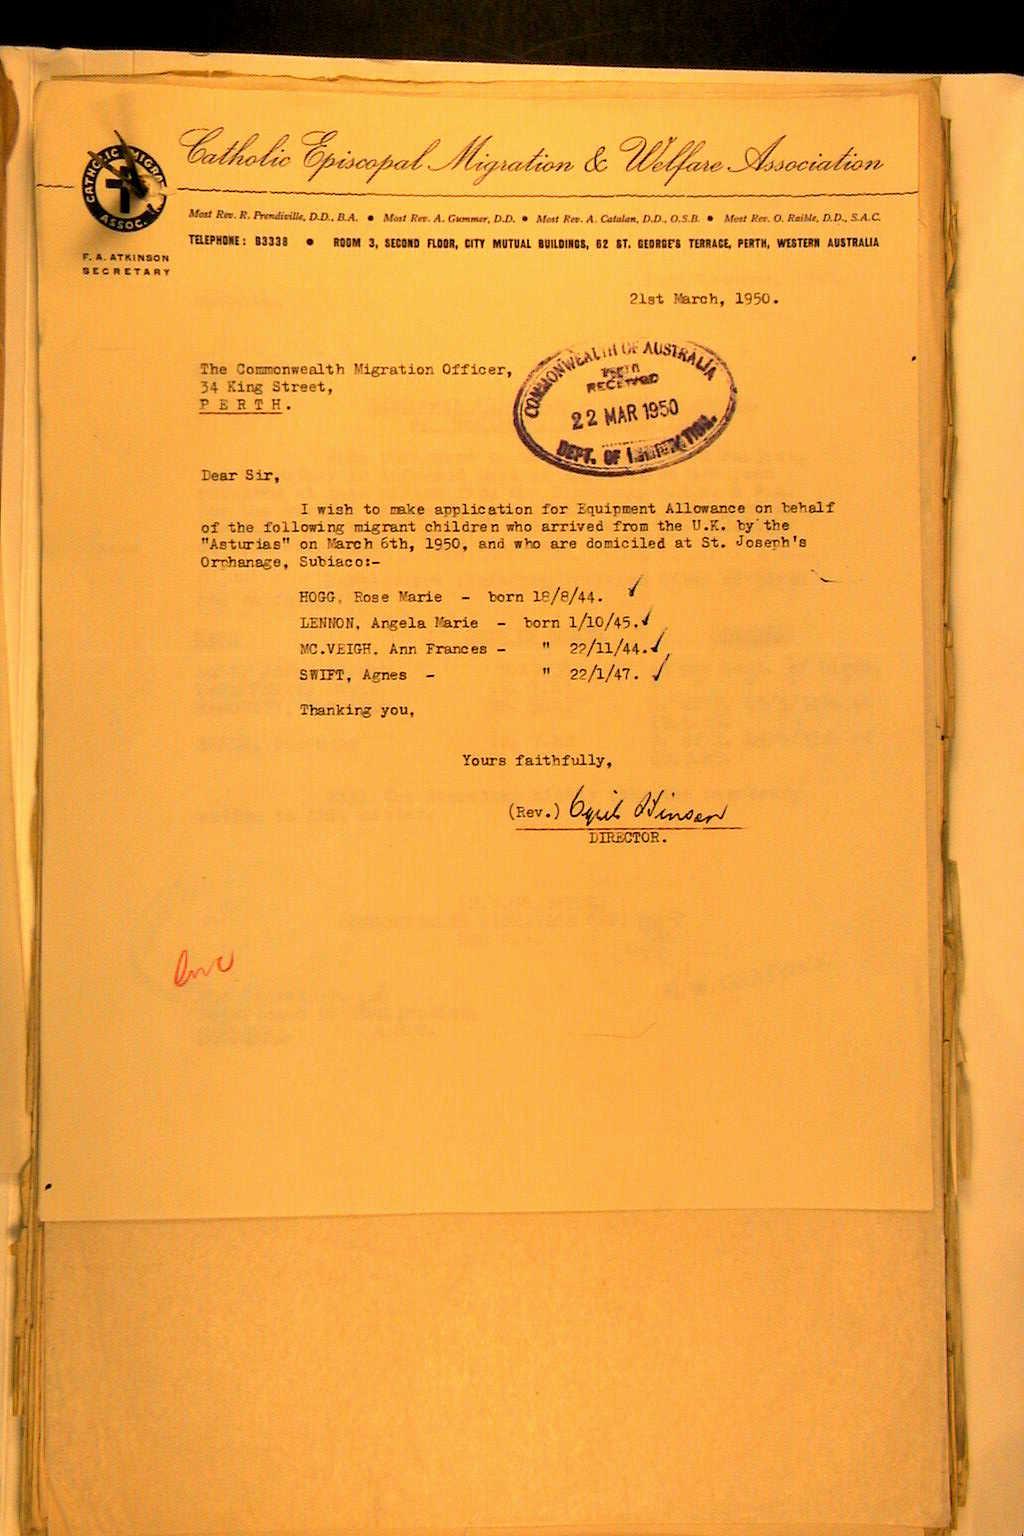 Catholic Episcopal Migration & Welfare Association
CATHOLIC MIGRA
ASSOC.
Most Rev. R. Prendiville, D.D., B.A. ● Most Rev. A. Gummer, D.D. ● Most Rev. A. Catalan, D.D., O.S.B. ● Most Rev. O. Raible, D.D., S.A.C.
TELEPHONE: B3338 ● ROOM 3, SECOND FLOOR, CITY MUTUAL BUILDINGS, 62 ST. GEORGE'S TERRACE, PERTH, WESTERN AUSTRALIA
F. A. ATKINSON
SECRETARY
21st March, 1950.
The Commonwealth Migration Officer,
34 King Street,
P E R T H.
COMMONWEALTH OF AUSTRALIA
RECEIVED
22 MAR 1950
DEPT. OF IMMIGRATION.
Dear Sir,
I wish to make application for Equipment Allowance on behalf
of the following migrant children who arrived from the U.K. by the
"Asturias" on March 6th, 1950, and who are domiciled at St. Joseph's
Orphanage, Subiaco:-
HOGG, Rose Marie - born 18/8/44. ✓
LENNON, Angela Marie - born 1/10/45. ✓
MC.VEIGH. Ann Frances - " 22/11/44. ✓
SWIFT, Agnes - " 22/1/47. ✓
Thanking you,
Yours faithfully,
(Rev.) Cyril Stinson
DIRECTOR.